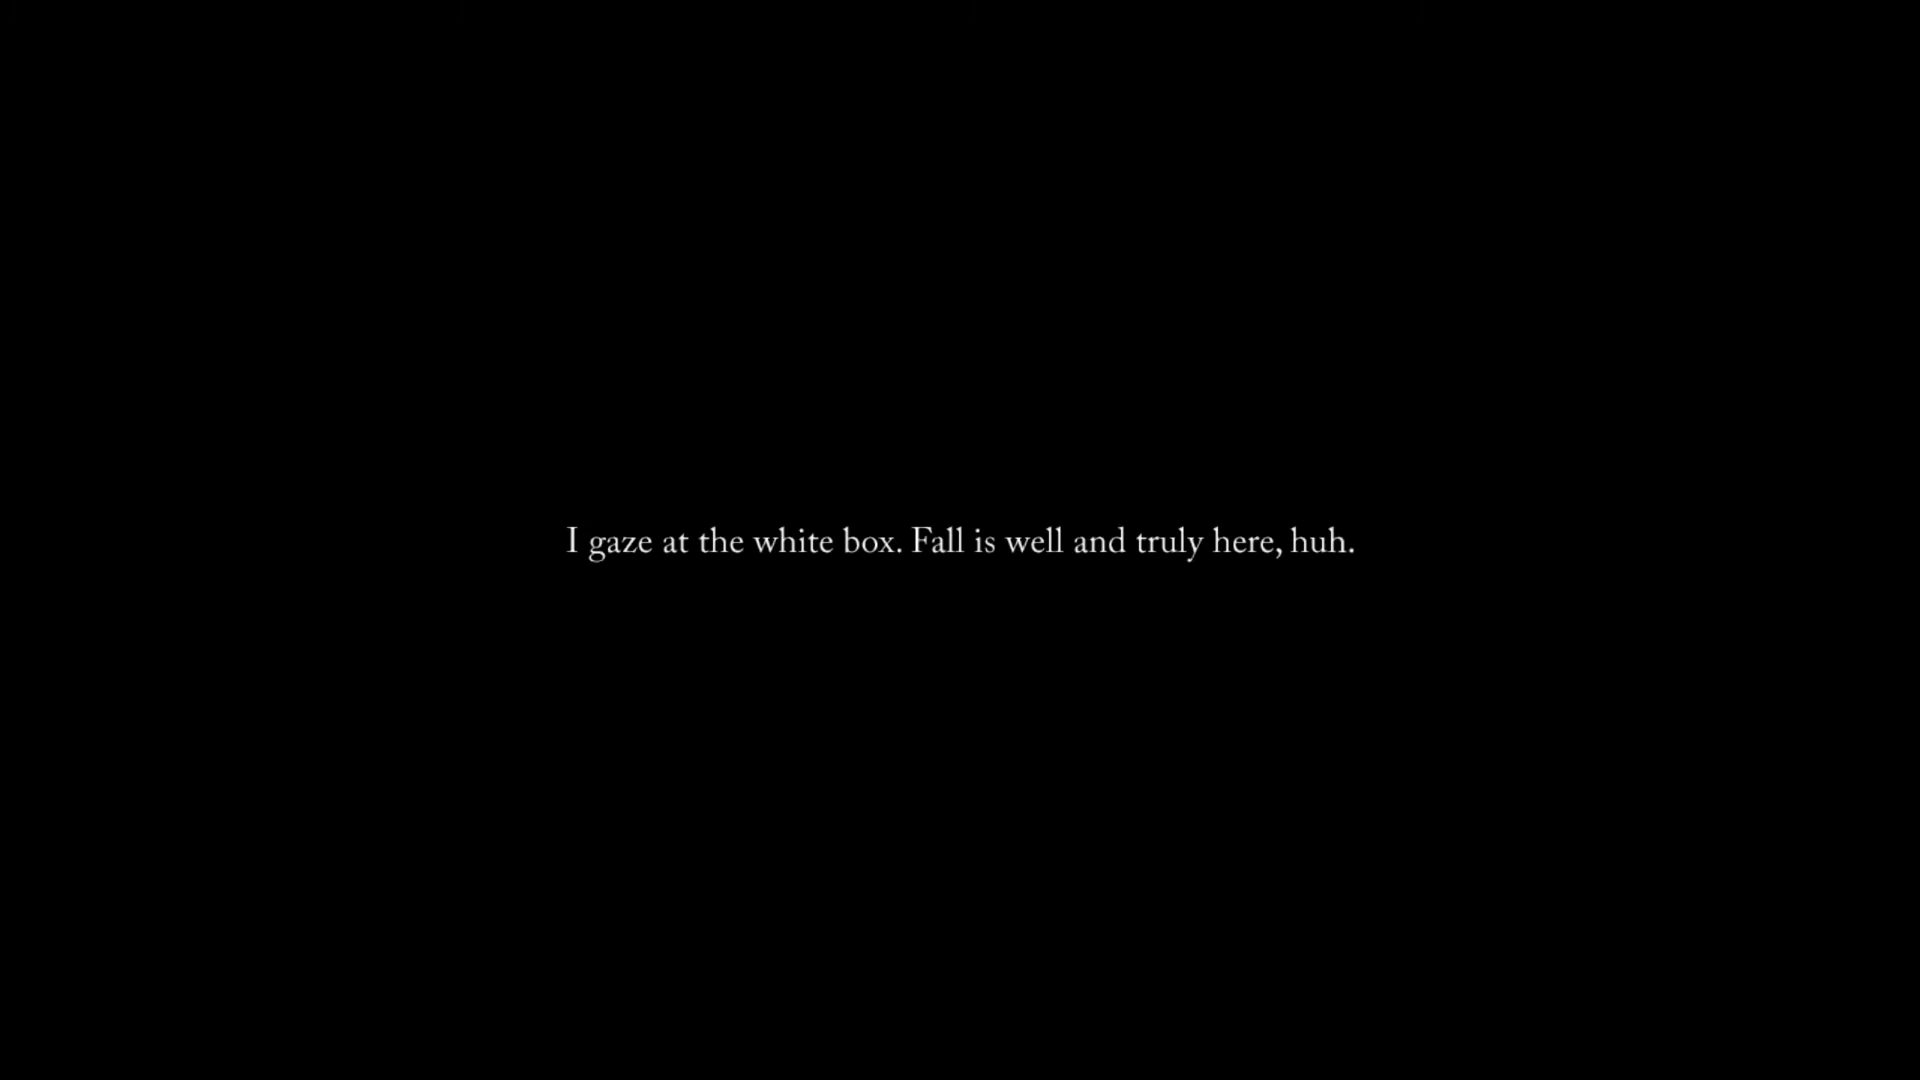 I gaze at the white box. Fall is well and truly here, huh.